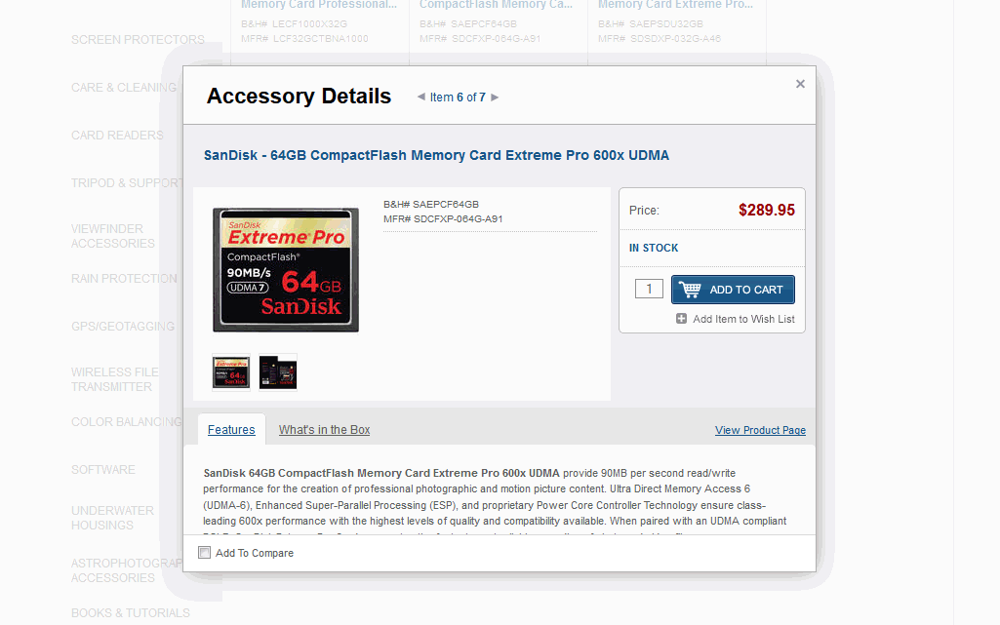 Memory Card Professional...
CompactFlash Memory Ca...
Memory Card Extreme Pro...
B&H# LECF1000X32G
B&H# SAEPCF64GB
B&H# SAEPSDU32GB
MFR# LCF32GCTBNA1000
MFR# SDCFXP-064G-A91
MFR# SDSDXP-032G-A46
SCREEN PROTECTORS
CARE & CLEANING
CARD READERS
TRIPOD & SUPPORT
VIEWFINDER
ACCESSORIES
RAIN PROTECTION
GPS/GEOTAGGING
WIRELESS FILE
TRANSMITTER
COLOR BALANCING
SOFTWARE
UNDERWATER
HOUSINGS
ASTROPHOTOGRAP
ACCESSORIES
BOOKS & TUTORIALS
Accessory Details
Item 6 of 7
SanDisk - 64GB CompactFlash Memory Card Extreme Pro 600x UDMA
SanDisk
Extreme Pro
CompactFlash®
90MB/s
UDMA 7
64GB
SanDisk
B&H# SAEPCF64GB
MFR# SDCFXP-064G-A91
Price: $289.95
IN STOCK
1 ADD TO CART
Add Item to Wish List
Features
What's in the Box
View Product Page
SanDisk 64GB CompactFlash Memory Card Extreme Pro 600x UDMA provide 90MB per second read/write
performance for the creation of professional photographic and motion picture content. Ultra Direct Memory Access 6
(UDMA-6), Enhanced Super-Parallel Processing (ESP), and proprietary Power Core Controller Technology ensure class-
leading 600x performance with the highest levels of quality and compatibility available. When paired with an UDMA compliant
Add To Compare